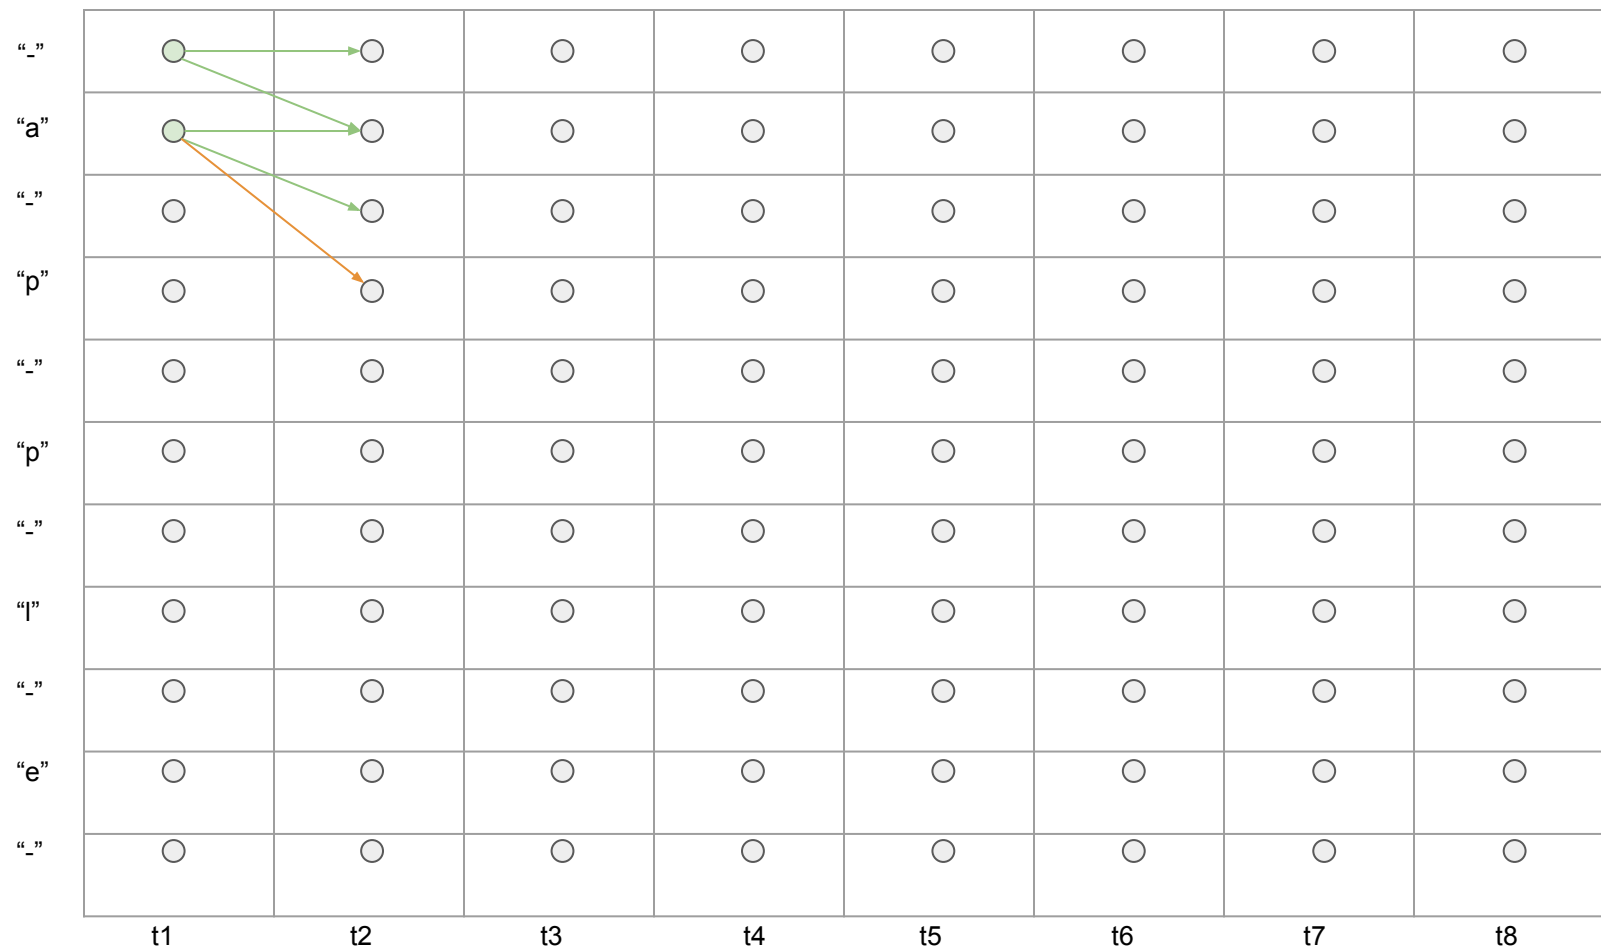 “-”
“a”
“-”
“p”
“-”
“p”
“-”
“l”
“-”
“e”
“-”
t1 t2 t3 t4 t5 t6 t7 t8